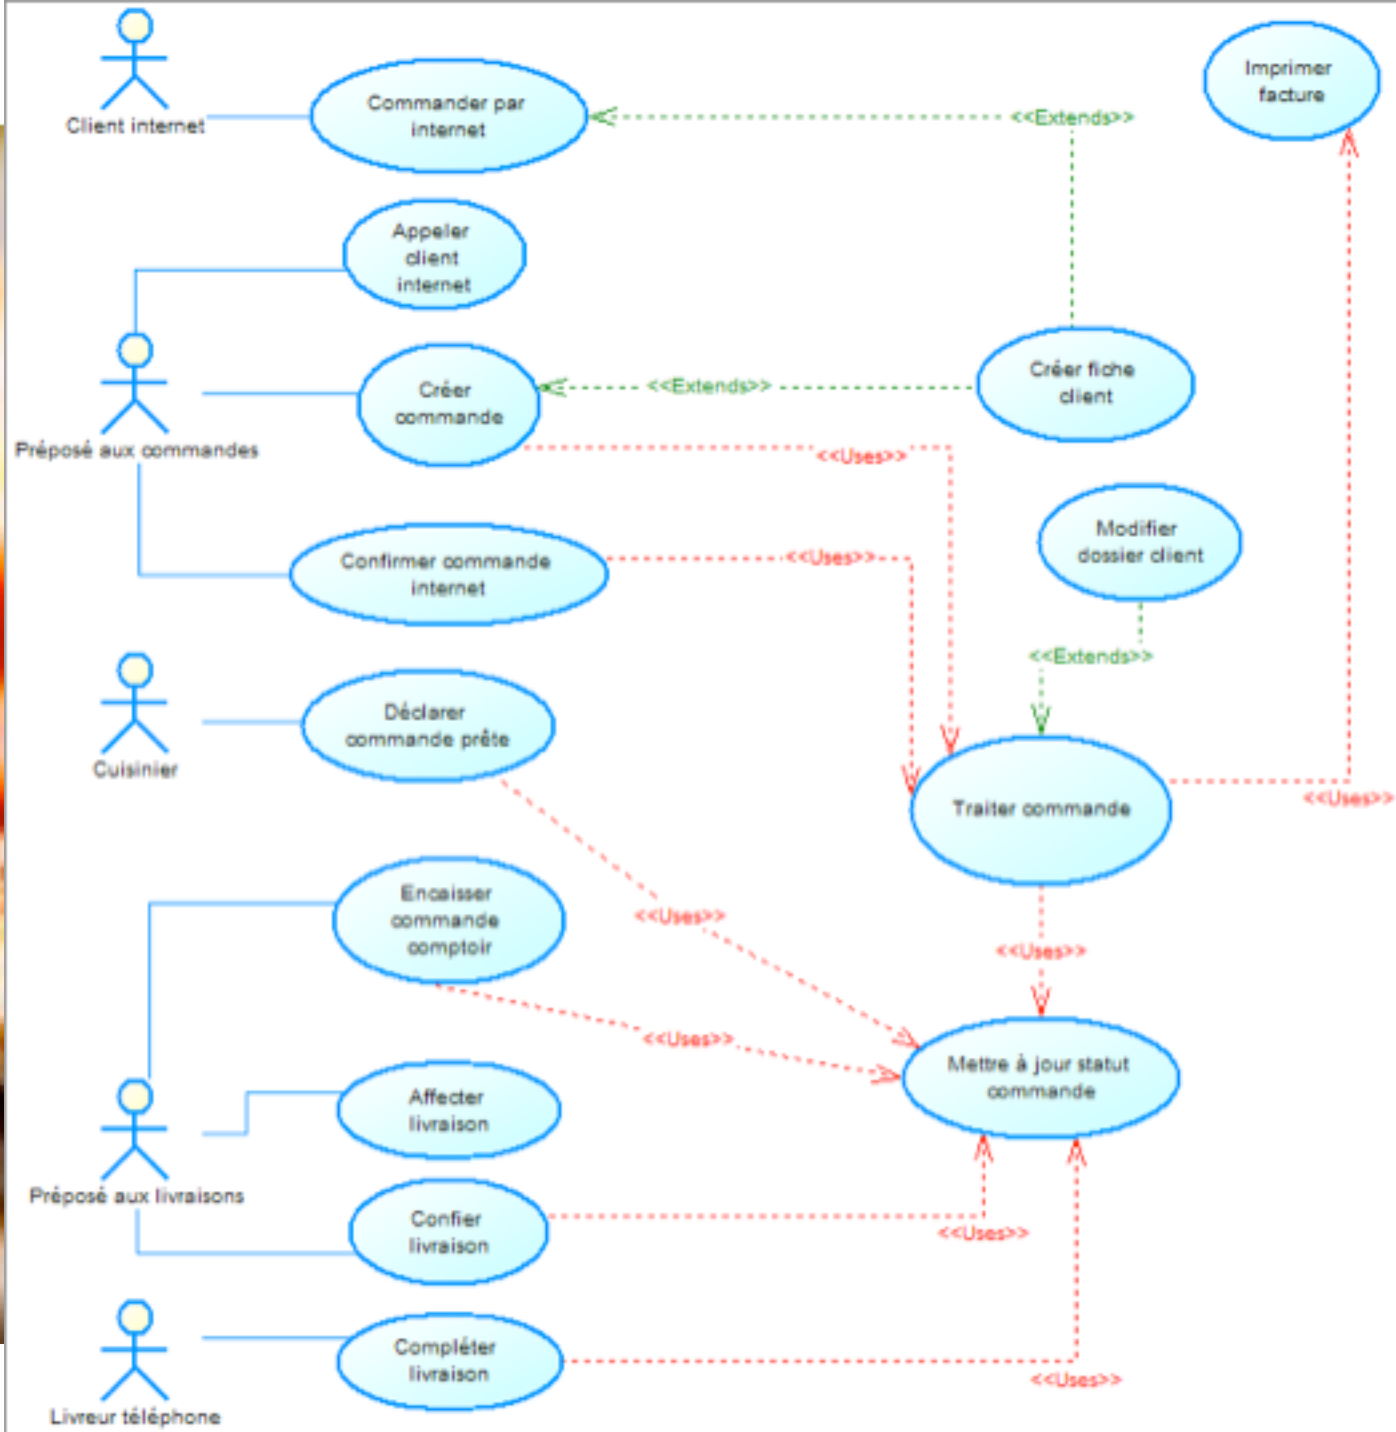 Imprimer
facture
Commander par
internet
<<Extends>>
Client internet
Appeler
client
internet
Créer fiche
client
Créer
commande
<<Extends>>
Préposé aux commandes
<<Uses>>
Modifier
dossier client
Confirmer commande
internet
<<Uses>>
<<Extends>>
Déclarer
commande prête
Cuisinier
Traiter commande
<<Uses>>
Encaisser
commande
comptoir
<<Uses>>
<<Uses>>
<<Uses>>
Mettre à jour statut
commande
Affecter
livraison
Préposé aux livraisons
Confier
livraison
<<Uses>>
Compléter
livraison
<<Uses>>
Livreur téléphone